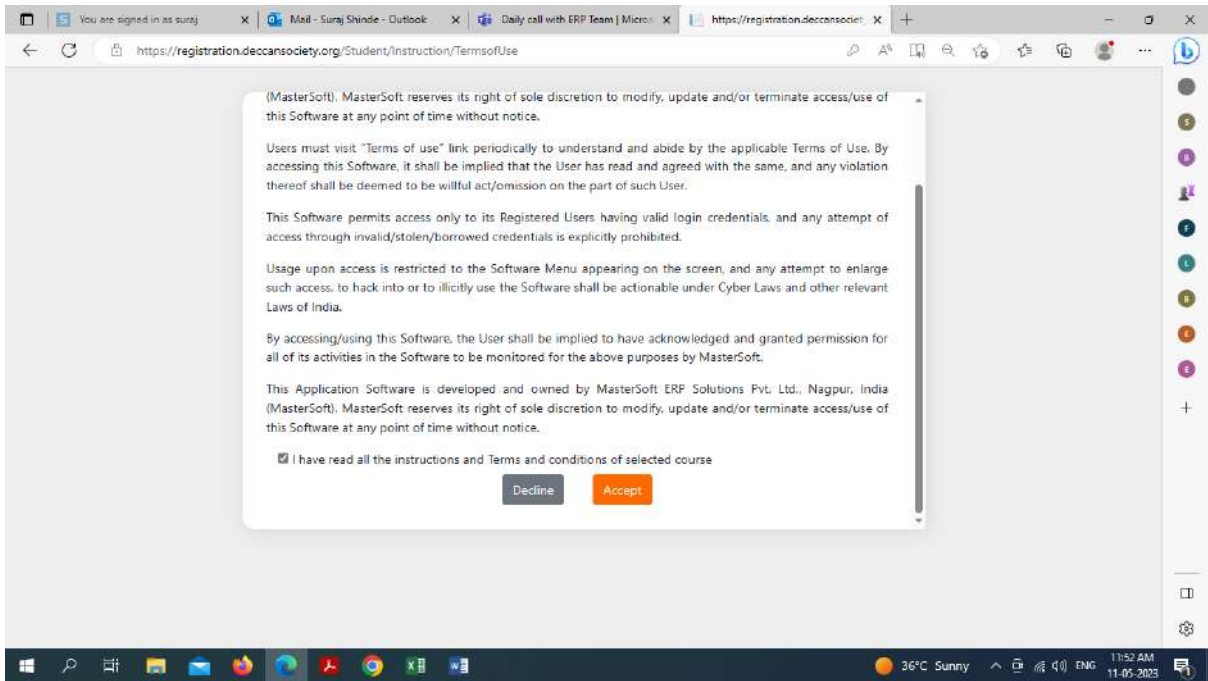 You are signed in as suraj
Mail - Suraj Shinde - Outlook
Daily call with ERP Team | Micros
https://registration.deccansociet
https://registration.deccansociety.org/Student/Instruction/TermsofUse
(MasterSoft). MasterSoft reserves its right of sole discretion to modify, update and/or terminate access/use of
this Software at any point of time without notice.
Users must visit "Terms of use" link periodically to understand and abide by the applicable Terms of Use. By
accessing this Software, it shall be implied that the User has read and agreed with the same, and any violation
thereof shall be deemed to be willful act/omission on the part of such User.
This Software permits access only to its Registered Users having valid login credentials, and any attempt of
access through invalid/stolen/borrowed credentials is explicitly prohibited.
Usage upon access is restricted to the Software Menu appearing on the screen, and any attempt to enlarge
such access, to hack into or to illicitly use the Software shall be actionable under Cyber Laws and other relevant
Laws of India.
By accessing/using this Software, the User shall be implied to have acknowledged and granted permission for
all of its activities in the Software to be monitored for the above purposes by MasterSoft.
This Application Software is developed and owned by MasterSoft ERP Solutions Pvt. Ltd., Nagpur, India
(MasterSoft). MasterSoft reserves its right of sole discretion to modify, update and/or terminate access/use of
this Software at any point of time without notice.
I have read all the instructions and Terms and conditions of selected course
Decline Accept
36°C Sunny
ENG
11:52 AM
11-05-2023